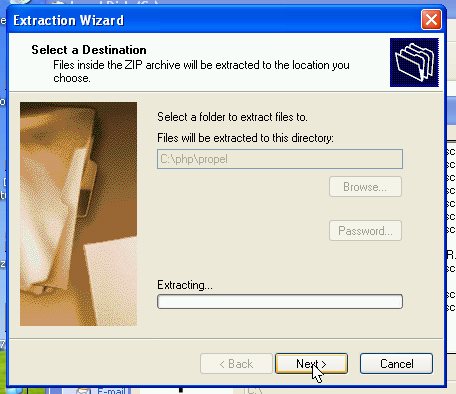 Extraction Wizard
Select a Destination
Files inside the ZIP archive will be extracted to the location you
choose.
Select a folder to extract files to.
Files will be extracted to this directory:
C:\php\propel
Browse...
Password...
Extracting...
< Back
Next >
Cancel
E-mail
C:\